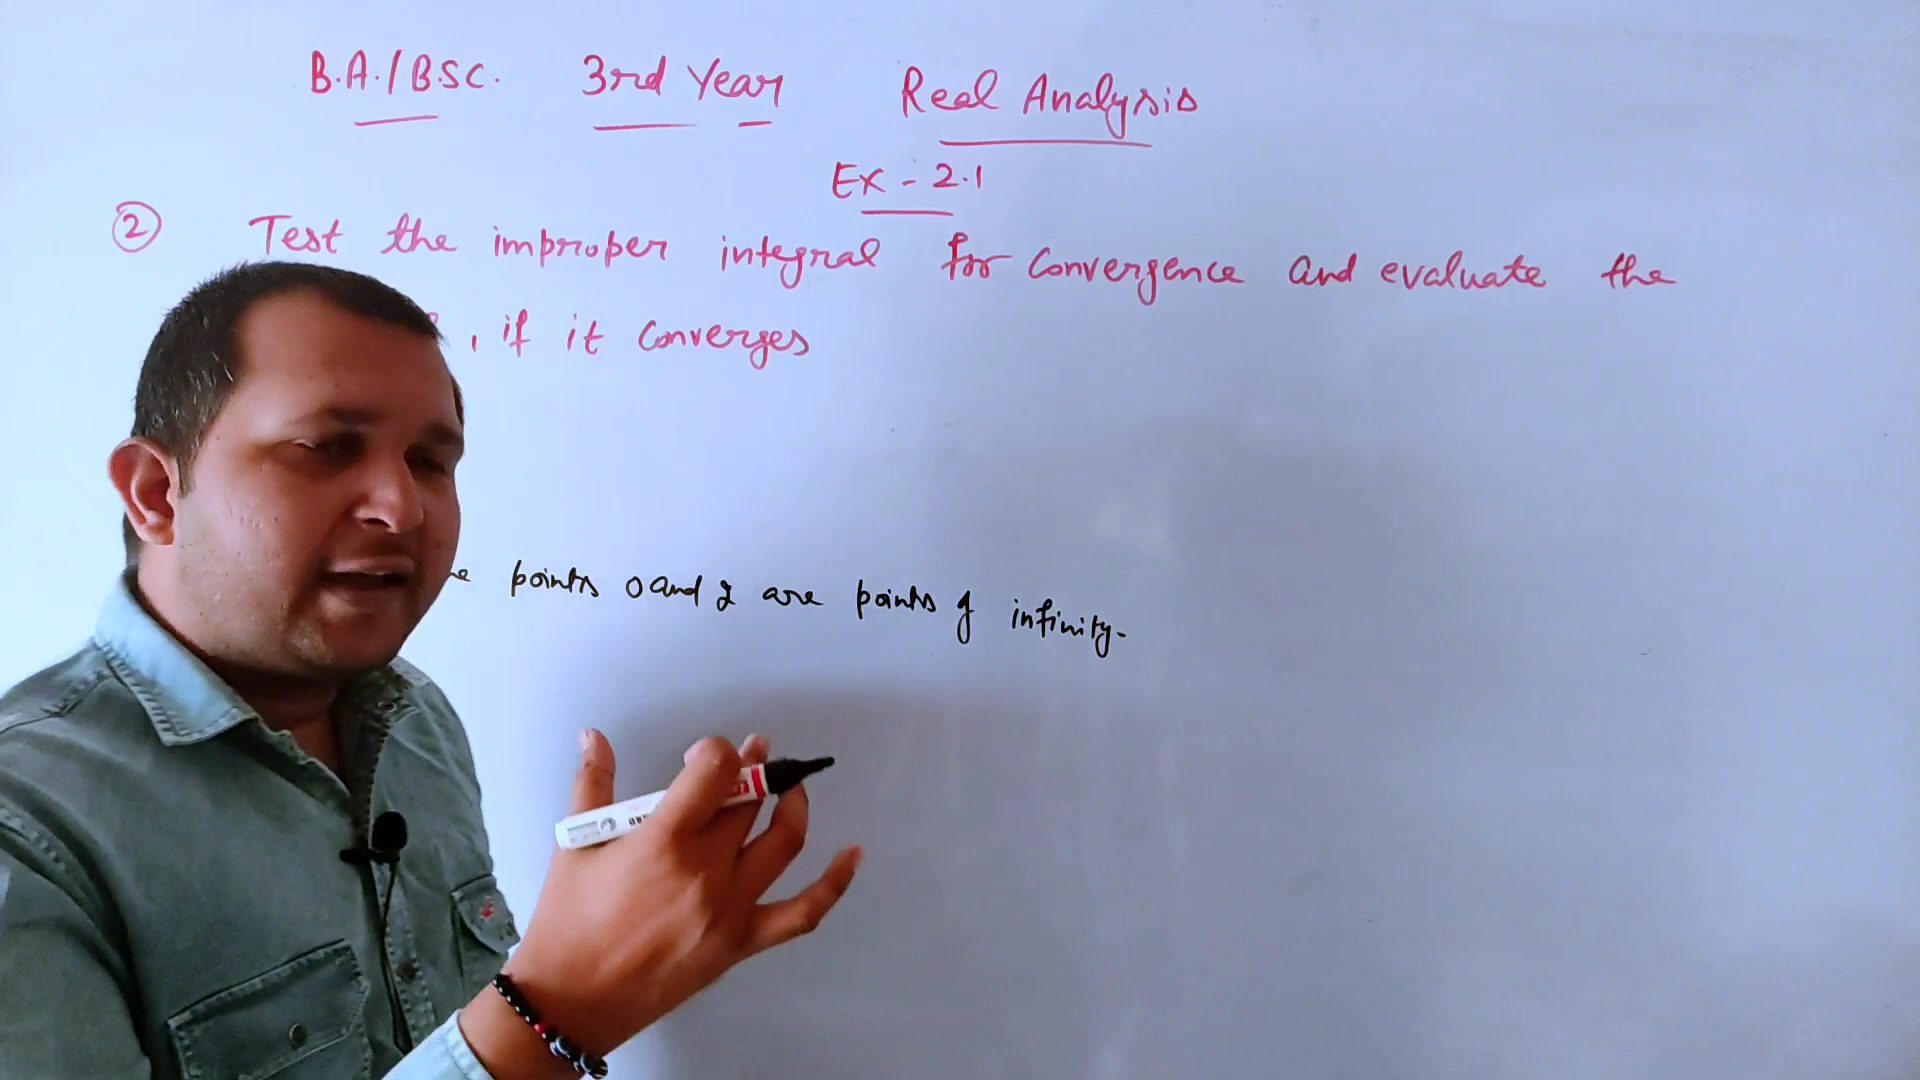 B.A./B.SC. 3rd Year Real Analysis
Ex - 2.1
② Test the improper integral for Convergence and evaluate the
, if it Converges
points 0 and 2 are points of infinity.